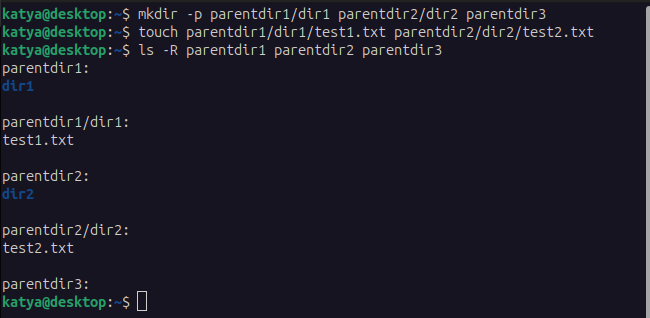 katya@desktop:~$ mkdir -p parentdir1/dir1 parentdir2/dir2 parentdir3
katya@desktop:~$ touch parentdir1/dir1/test1.txt parentdir2/dir2/test2.txt
katya@desktop:~$ ls -R parentdir1 parentdir2 parentdir3
parentdir1:
dir1
parentdir1/dir1:
test1.txt
parentdir2:
dir2
parentdir2/dir2:
test2.txt
parentdir3:
katya@desktop:~$